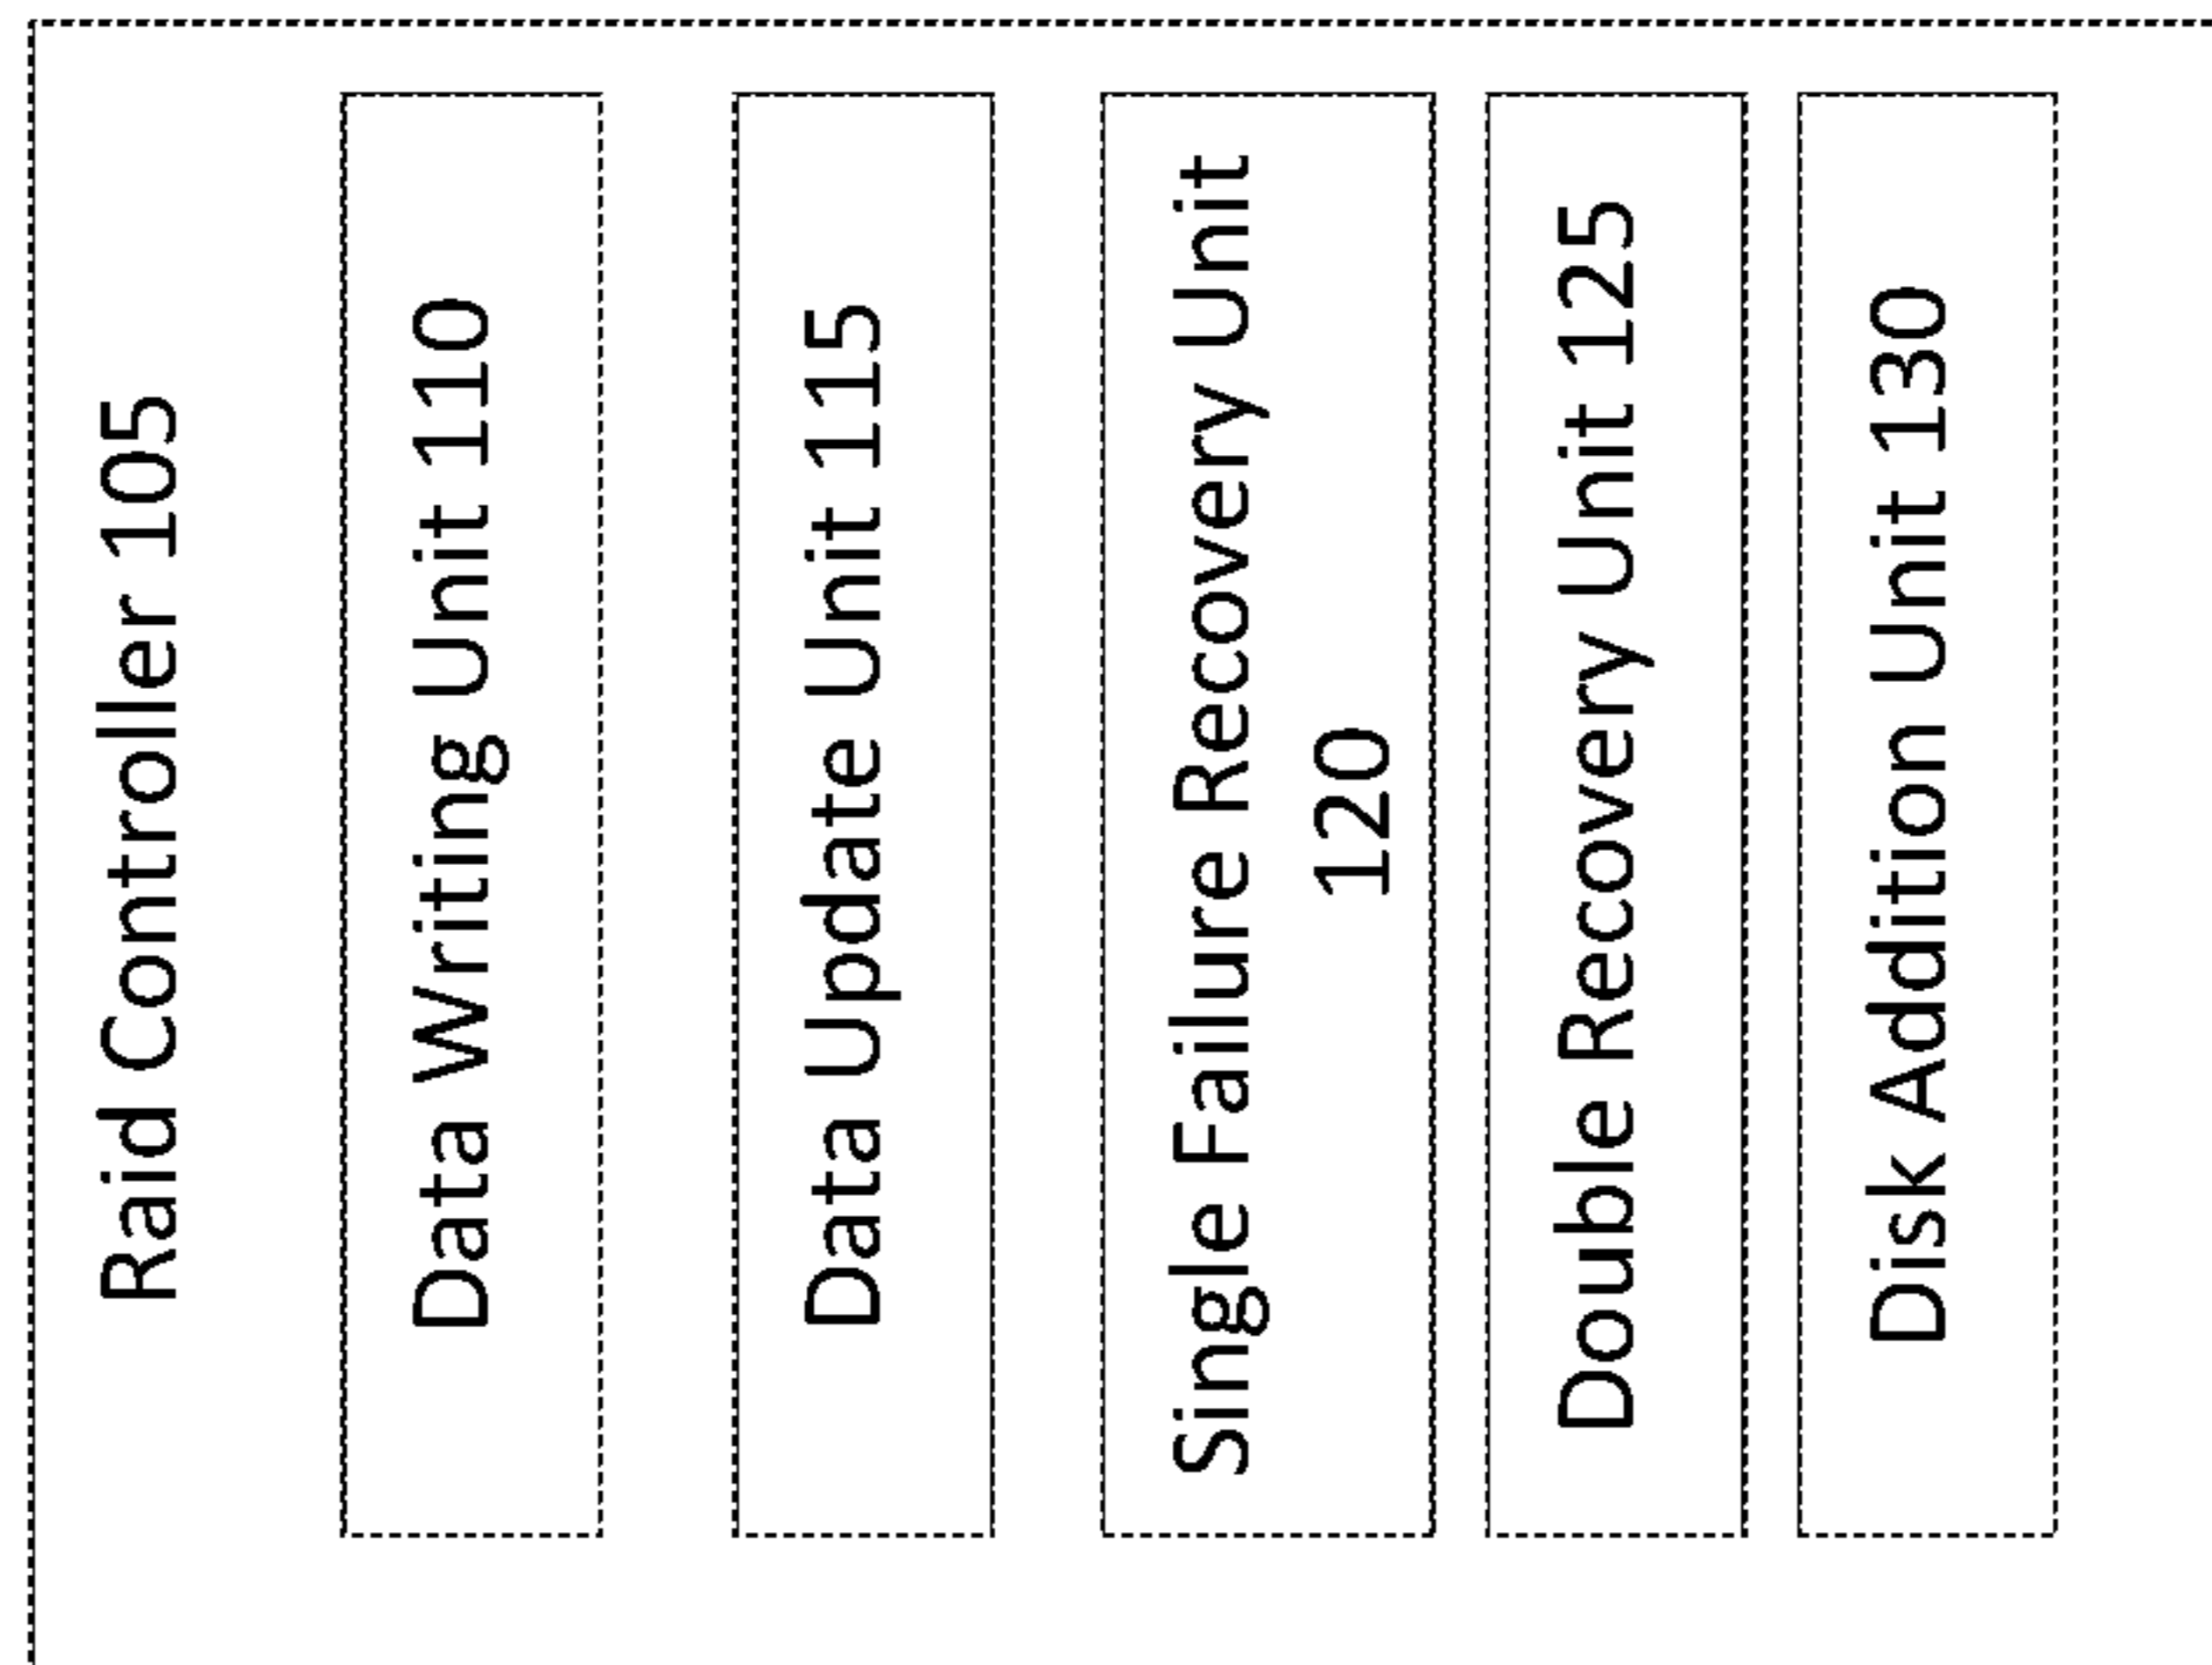 Raid Controller 105
Data Writing Unit 110
Data Update Unit 115
Single Failure Recovery Unit
120
Double Recovery Unit 125
Disk Addition Unit 130